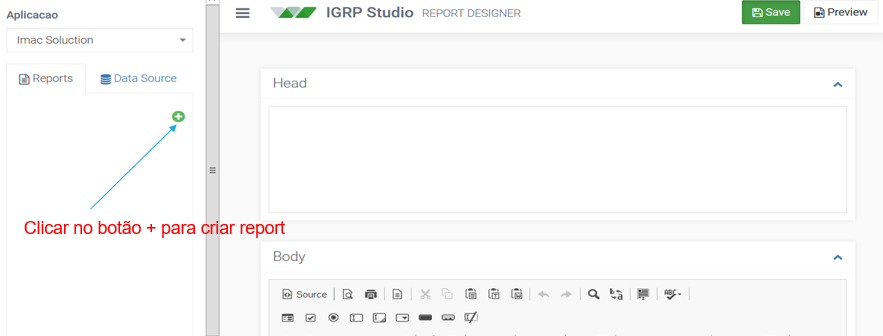 Aplicacao
Imac Soluction
Reports
Data Source
Clicar no botão + para criar report
IGRP Studio REPORT DESIGNER
Save
Preview
Head
Body
Source